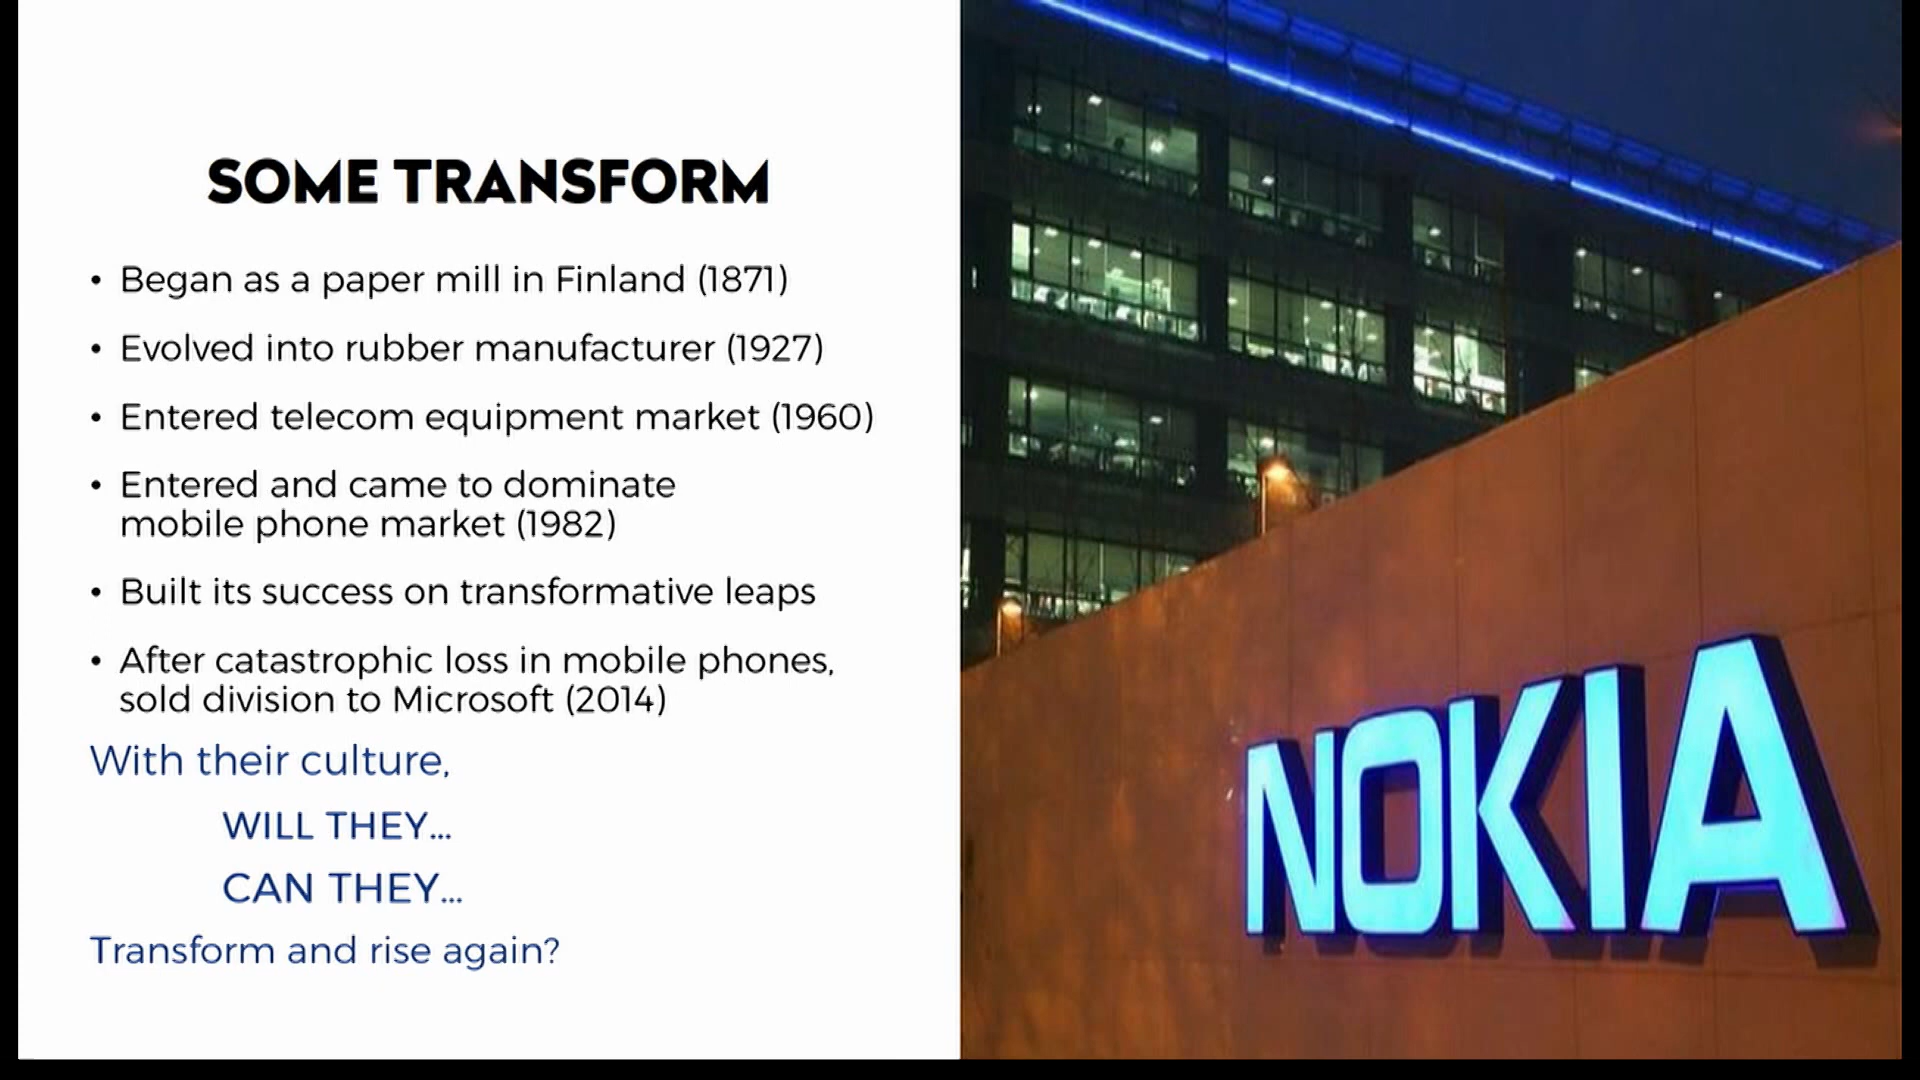 SOME TRANSFORM
• Began as a paper mill in Finland (1871)
• Evolved into rubber manufacturer (1927)
• Entered telecom equipment market (1960)
• Entered and came to dominate
mobile phone market (1982)
• Built its success on transformative leaps
• After catastrophic loss in mobile phones,
sold division to Microsoft (2014)
With their culture,
WILL THEY...
CAN THEY...
Transform and rise again?
NOKIA